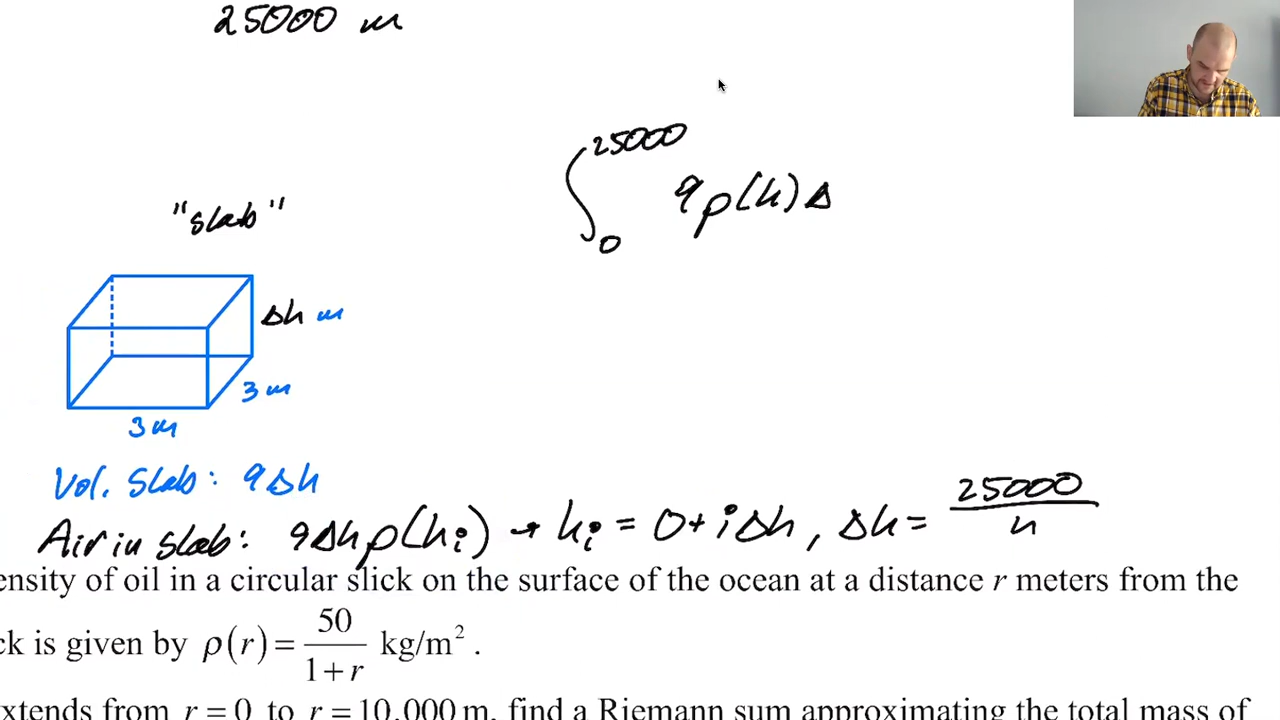 25000 m
∫₀²⁵⁰⁰⁰ 9ρ(h)Δ
"slab"
Δh m
3 m
3 m
Vol. Slab: 9Δh
Air in slab: 9Δhρ(hᵢ) → hᵢ = 0 + iΔh, Δh = 25000/n
ensity of oil in a circular slick on the surface of the ocean at a distance r meters from the
ck is given by ρ(r) = 50/(1+r) kg/m².
xtends from r = 0 to r = 10,000 m, find a Riemann sum approximating the total mass of